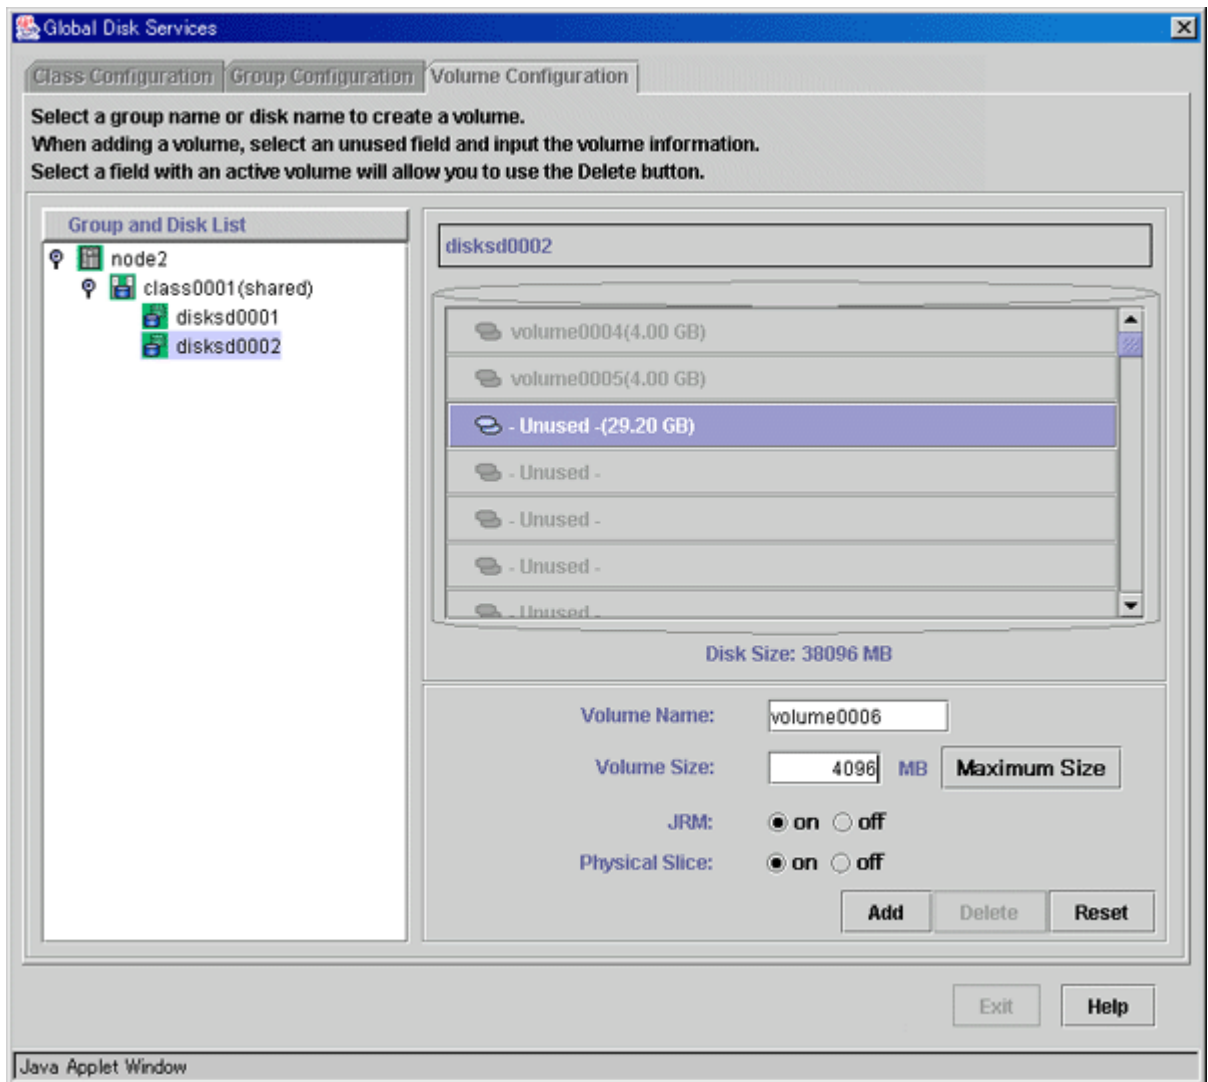 Global Disk Services
Class Configuration Group Configuration Volume Configuration
Select a group name or disk name to create a volume.
When adding a volume, select an unused field and input the volume information.
Select a field with an active volume will allow you to use the Delete button.
Group and Disk List
node2
class0001(shared)
disksd0001
disksd0002
disksd0002
volume0004(4.00 GB)
volume0005(4.00 GB)
- Unused -(29.20 GB)
- Unused -
- Unused -
- Unused -
- Unused -
Disk Size: 38096 MB
Volume Name: volume0006
Volume Size: 4096 MB Maximum Size
JRM: on off
Physical Slice: on off
Add Delete Reset
Exit Help
Java Applet Window